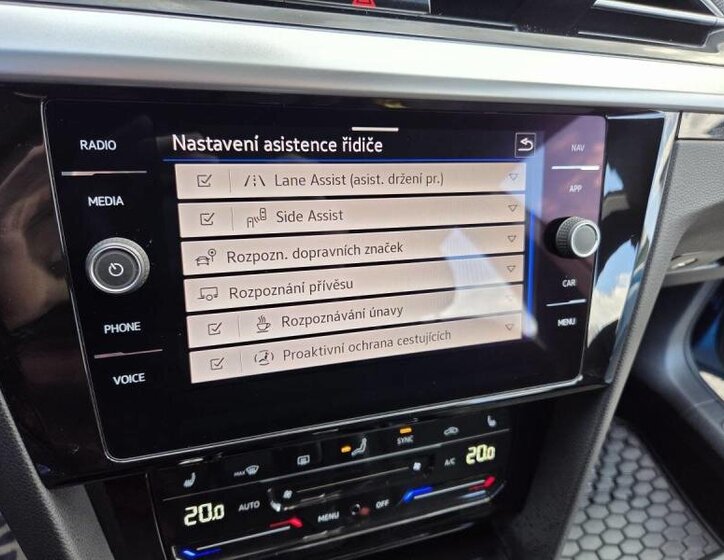 RADIO
MEDIA
PHONE
VOICE
Nastavení asistence řidiče
Lane Assist (asist. držení pr.)
Side Assist
Rozpozn. dopravních značek
Rozpoznání přívěsu
Rozpoznávání únavy
Proaktivní ochrana cestujících
NAV
APP
CAR
MENU
MAX
SYNC
20.0
AUTO
MENU
OFF
A/C
20.0